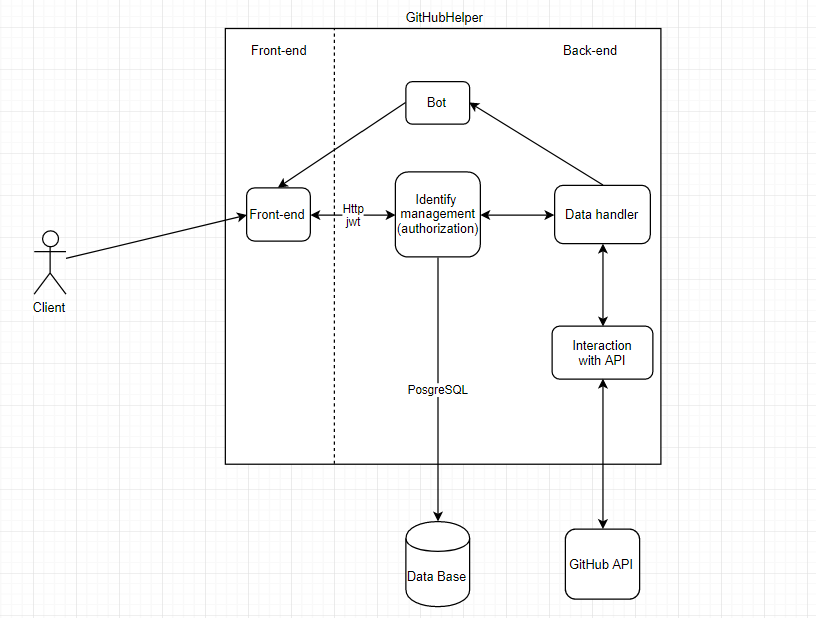 GitHUBHelper
Front-end
Back-end
Bot
Front-end
Http
jwt
Identify
management
(authorization)
Data handler
Client
Interaction
with API
PosgreSQL
Data Base
GitHub API